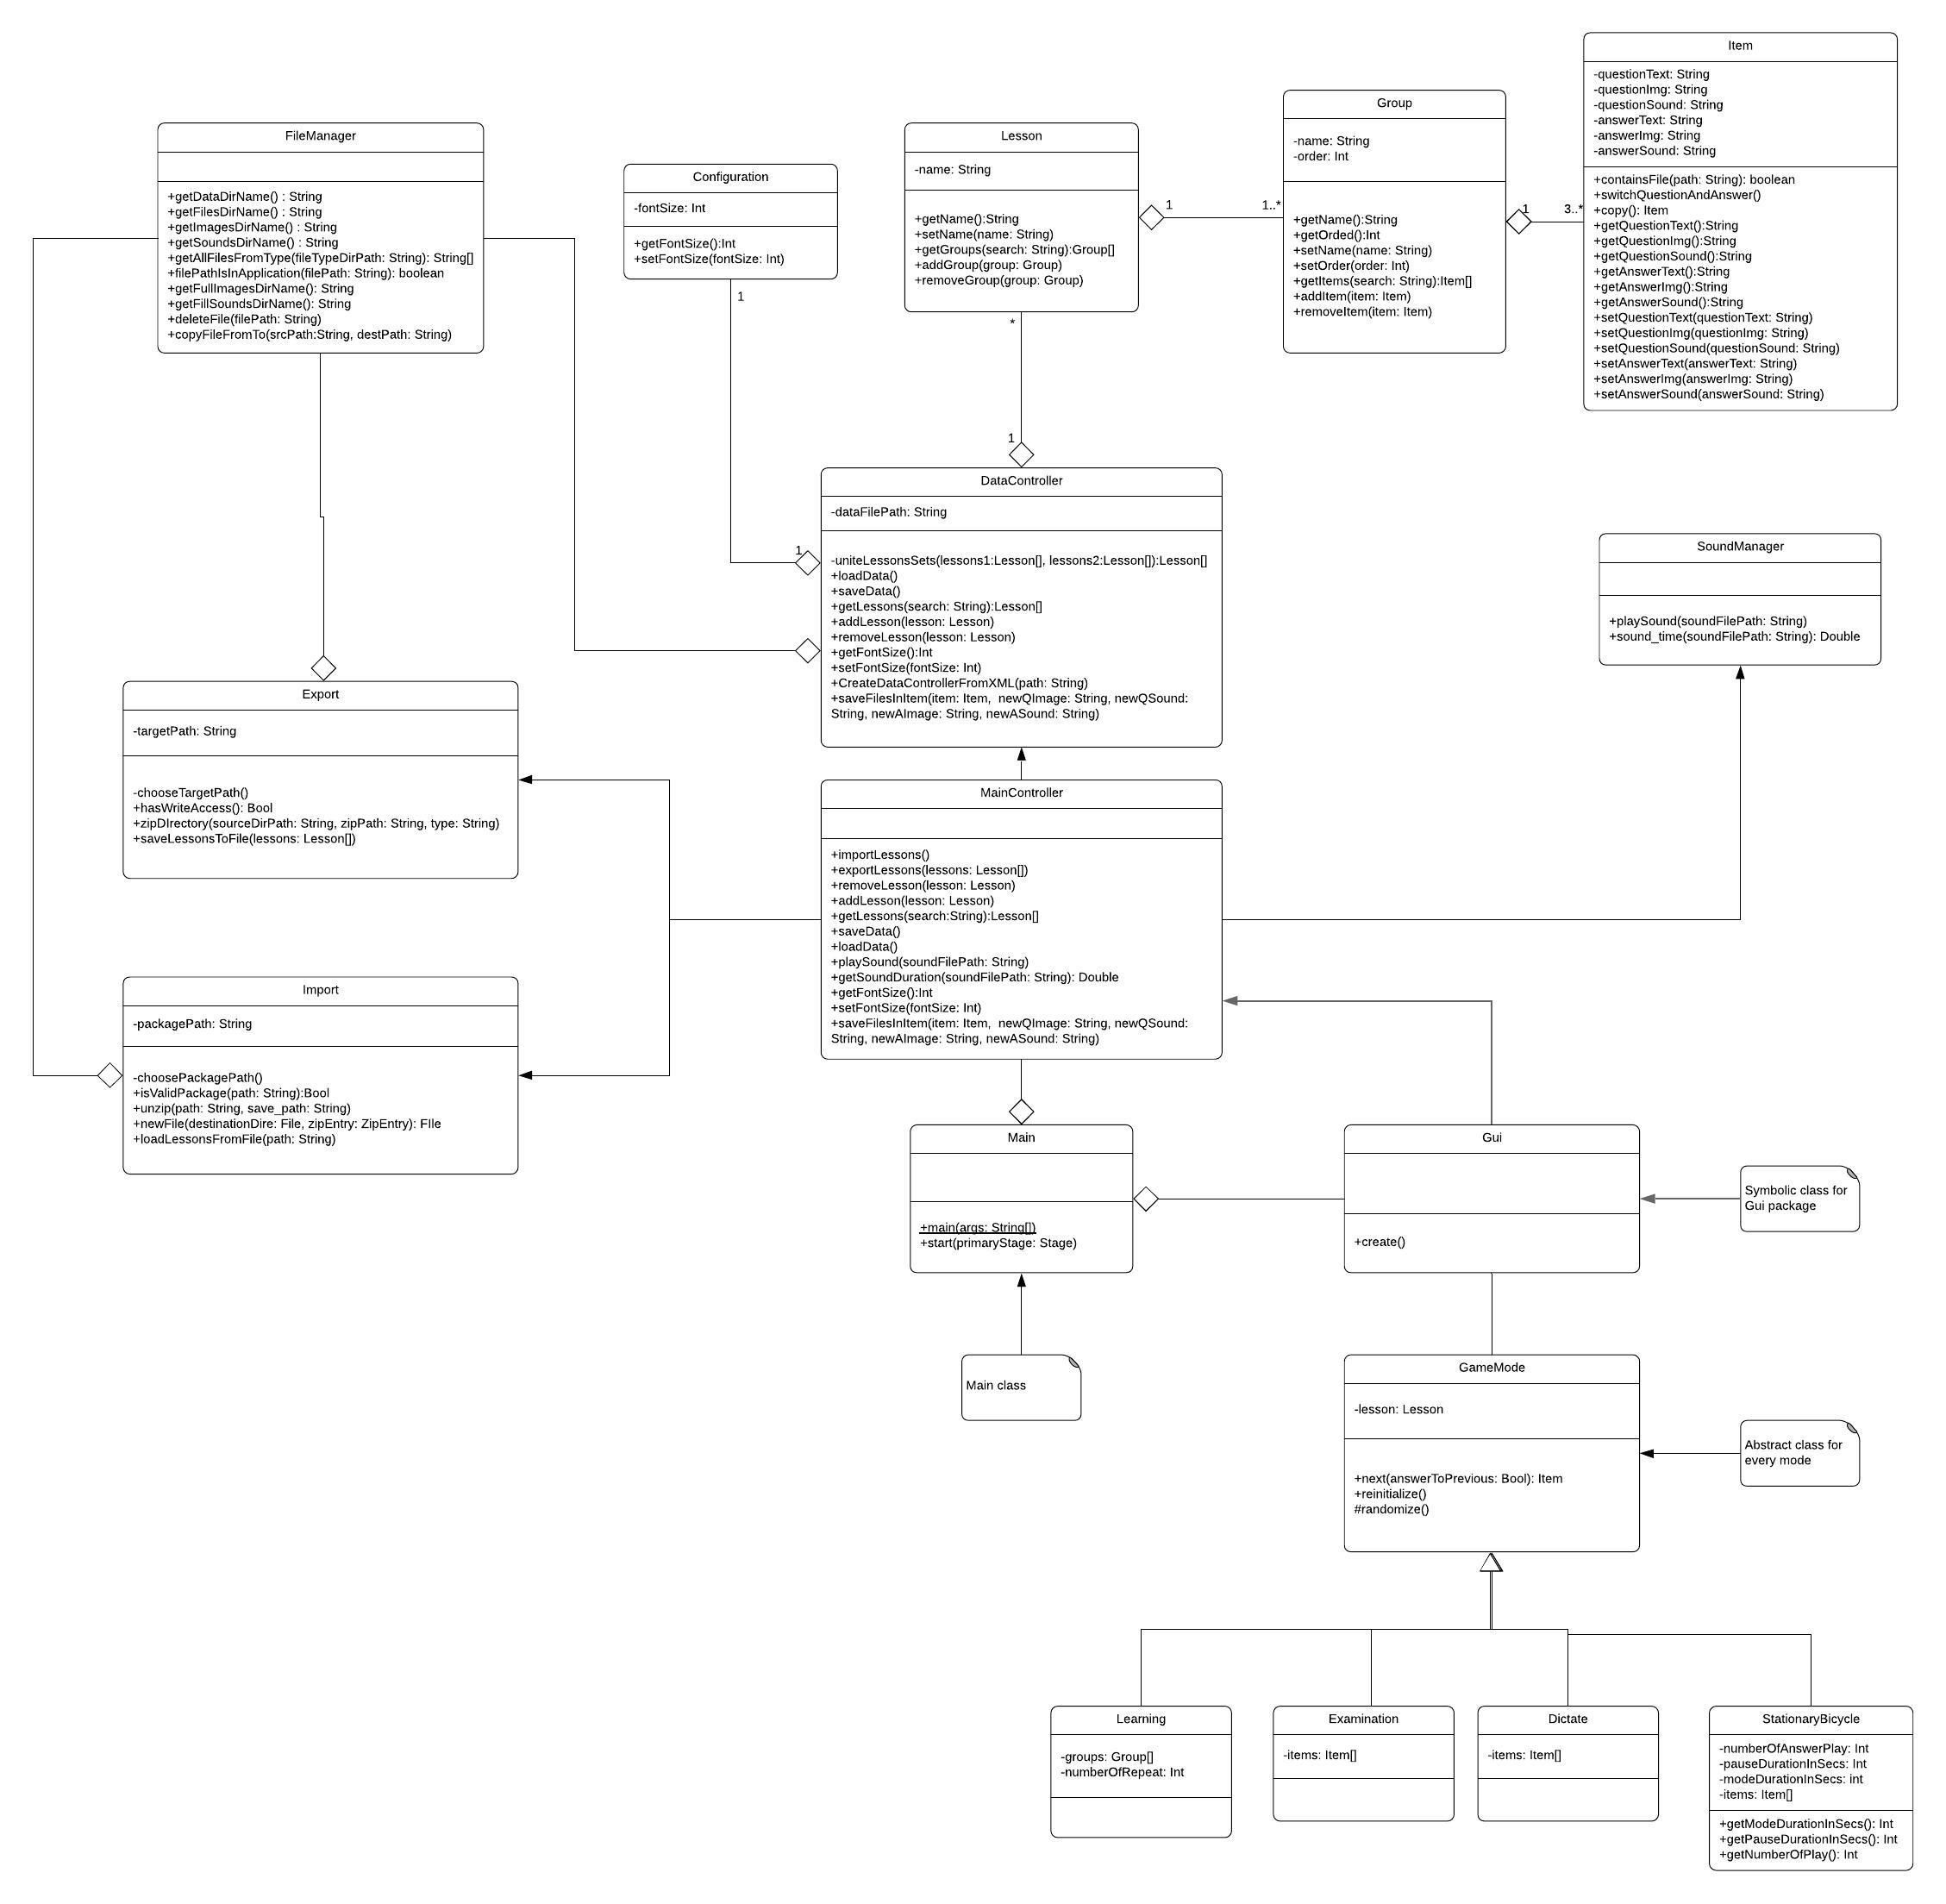 Item
-questionText: String
-questionImg: String
-questionSound: String
-answerText: String
-answerImg: String
-answerSound: String
+containsFile(path: String): boolean
+switchQuestionAndAnswer()
+copy(): Item
+getQuestionText():String
+getQuestionImg():String
+getQuestionSound():String
+getAnswerText():String
+getAnswerImg():String
+getAnswerSound():String
+setQuestionText(questionText: String)
+setQuestionImg(questionImg: String)
+setQuestionSound(questionSound: String)
+setAnswerText(answerText: String)
+setAnswerImg(answerImg: String)
+setAnswerSound(answerSound: String)
Group
-name: String
-order: Int
+getName():String
+getOrded():Int
+setName(name: String)
+setOrder(order: Int)
+getItems(search: String):Item[]
+addItem(item: Item)
+removeItem(item: Item)
1
3..*
Lesson
-name: String
+getName():String
+setName(name: String)
+getGroups(search: String):Group[]
+addGroup(group: Group)
+removeGroup(group: Group)
1
1..*
*
1
FileManager
+getDataDirName() : String
+getFilesDirName() : String
+getImagesDirName() : String
+getSoundsDirName() : String
+getAllFilesFromType(fileTypeDirPath: String): String[]
+filePathIsInApplication(filePath: String): boolean
+getFullImagesDirName(): String
+getFillSoundsDirName(): String
+deleteFile(filePath: String)
+copyFileFromTo(srcPath:String, destPath: String)
Configuration
-fontSize: Int
+getFontSize():Int
+setFontSize(fontSize: Int)
1
1
DataController
-dataFilePath: String
-uniteLessonsSets(lessons1:Lesson[], lessons2:Lesson[]):Lesson[]
+loadData()
+saveData()
+getLessons(search: String):Lesson[]
+addLesson(lesson: Lesson)
+removeLesson(lesson: Lesson)
+getFontSize():Int
+setFontSize(fontSize: Int)
+CreateDataControllerFromXML(path: String)
+saveFilesInItem(item: Item,  newQImage: String, newQSound:
String, newAImage: String, newASound: String)
SoundManager
+playSound(soundFilePath: String)
+sound_time(soundFilePath: String): Double
Export
-targetPath: String
-chooseTargetPath()
+hasWriteAccess(): Bool
+zipDIrectory(sourceDirPath: String, zipPath: String, type: String)
+saveLessonsToFile(lessons: Lesson[])
MainController
+importLessons()
+exportLessons(lessons: Lesson[])
+removeLesson(lesson: Lesson)
+addLesson(lesson: Lesson)
+getLessons(search:String):Lesson[]
+saveData()
+loadData()
+playSound(soundFilePath: String)
+getSoundDuration(soundFilePath: String): Double
+getFontSize():Int
+setFontSize(fontSize: Int)
+saveFilesInItem(item: Item,  newQImage: String, newQSound:
String, newAImage: String, newASound: String)
Import
-packagePath: String
-choosePackagePath()
+isValidPackage(path: String):Bool
+unzip(path: String, save_path: String)
+newFile(destinationDire: File, zipEntry: ZipEntry): FIle
+loadLessonsFromFile(path: String)
Main
+main(args: String[])
+start(primaryStage: Stage)
Gui
+create()
Symbolic class for
Gui package
Main class
GameMode
-lesson: Lesson
+next(answerToPrevious: Bool): Item
+reinitialize()
#randomize()
Abstract class for
every mode
Learning
-groups: Group[]
-numberOfRepeat: Int
Examination
-items: Item[]
Dictate
-items: Item[]
StationaryBicycle
-numberOfAnswerPlay: Int
-pauseDurationInSecs: Int
-modeDurationInSecs: int
-items: Item[]
+getModeDurationInSecs(): Int
+getPauseDurationInSecs(): Int
+getNumberOfPlay(): Int